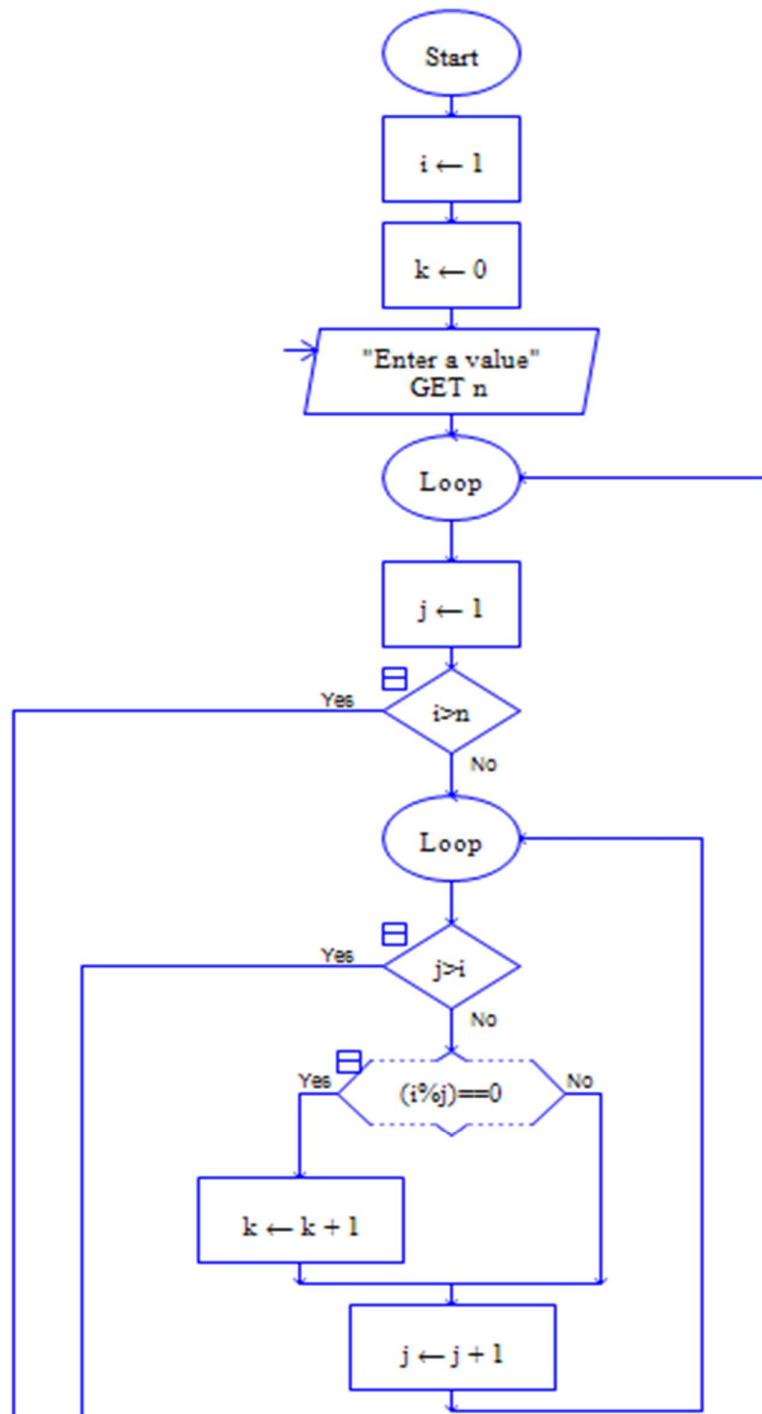 Start
i ← 1
k ← 0
"Enter a value"
GET n
Loop
j ← 1
Yes
i>n
No
Loop
Yes
j>i
No
Yes
(i%j)==0
No
k ← k + 1
j ← j + 1